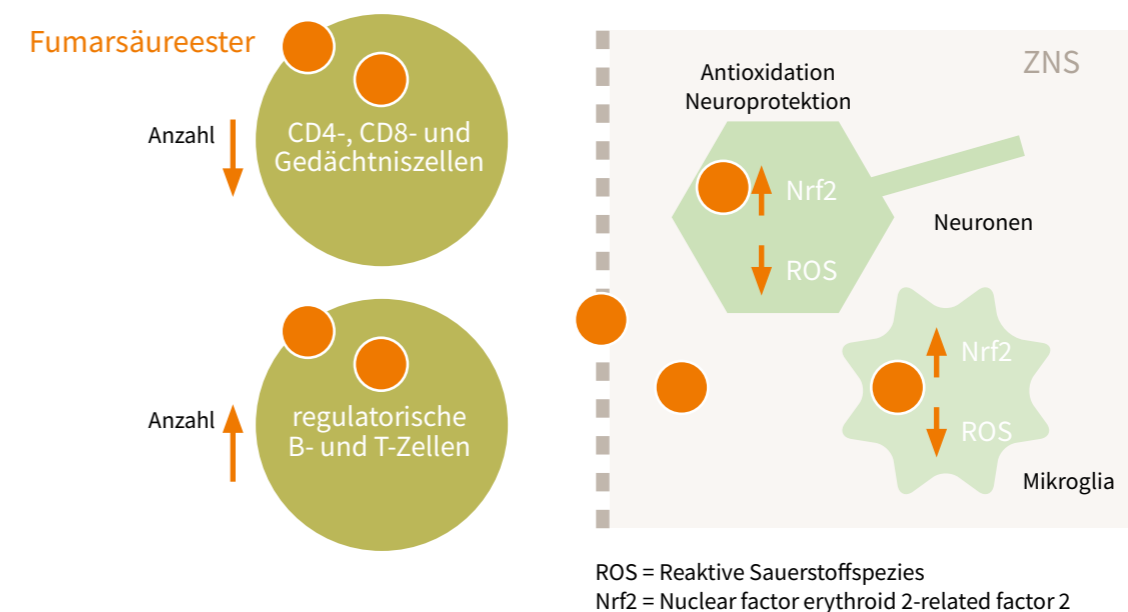 Fumarsäureester
Anzahl
CD4-, CD8- und
Gedächtniszellen
Anzahl
regulatorische
B- und T-Zellen
ZNS
Antioxidation
Neuroprotektion
Nrf2
ROS
Neuronen
Nrf2
ROS
Mikroglia
ROS = Reaktive Sauerstoffspezies
Nrf2 = Nuclear factor erythroid 2-related factor 2